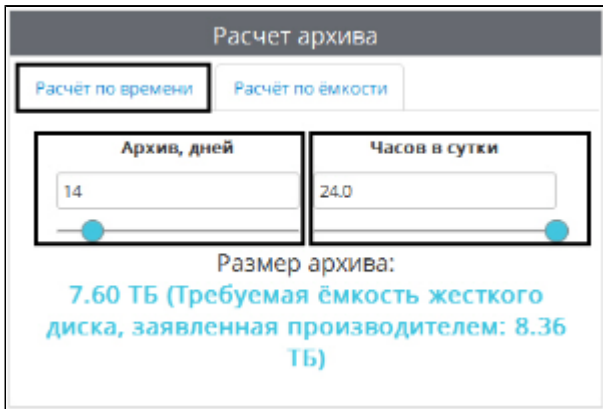 Расчет архива
Расчёт по времени Расчёт по ёмкости
Архив, дней Часов в сутки
14 24.0
Размер архива:
7.60 ТБ (Требуемая ёмкость жесткого
диска, заявленная производителем: 8.36
ТБ)